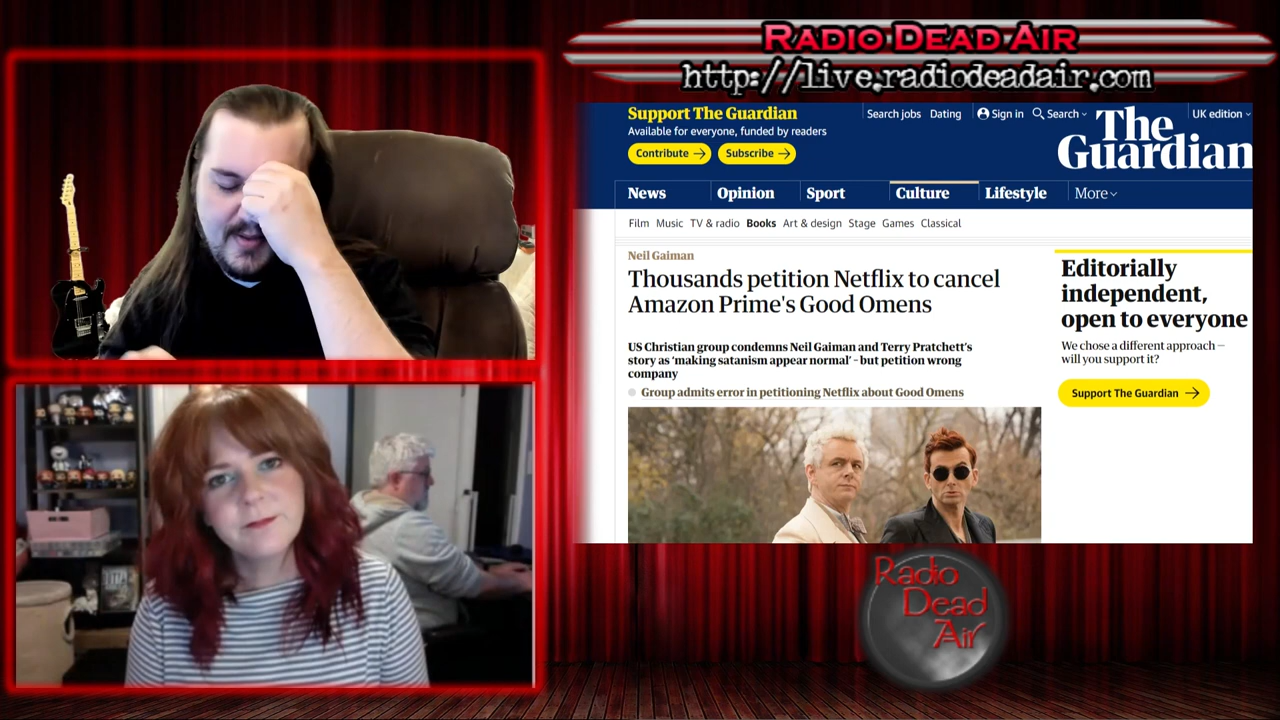 Radio Dead Air
http://live.radiodeadair.com
Support The Guardian
Available for everyone, funded by readers
Contribute
Subscribe
Search jobs
Dating
Sign in
Search
UK edition
The
Guardian
News
Opinion
Sport
Culture
Lifestyle
More
Film
Music
TV & radio
Books
Art & design
Stage
Games
Classical
Neil Gaiman
Thousands petition Netflix to cancel
Amazon Prime's Good Omens
US Christian group condemns Neil Gaiman and Terry Pratchett's
story as ‘making satanism appear normal’ – but petition wrong
company
Group admits error in petitioning Netflix about Good Omens
Editorially
independent,
open to everyone
We chose a different approach –
will you support it?
Support The Guardian
Radio
Dead
Air